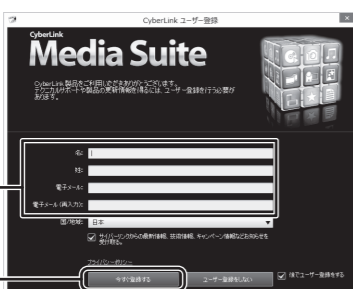 CyberLink ユーザー登録
CyberLink
Media Suite
CyberLink 製品をご利用いただきありがとうございます。
テクニカルサポートや製品の更新情報を得るには、ユーザー登録を行う必要が
あります。
名:
姓:
電子メール:
電子メール (再入力):
国/地域: 日本
サイバーリンクからの最新情報、技術情報、キャンペーン情報などお知らせを
受け取る。
プライバシーポリシー
今すぐ登録する
ユーザー登録をしない
後でユーザー登録をする